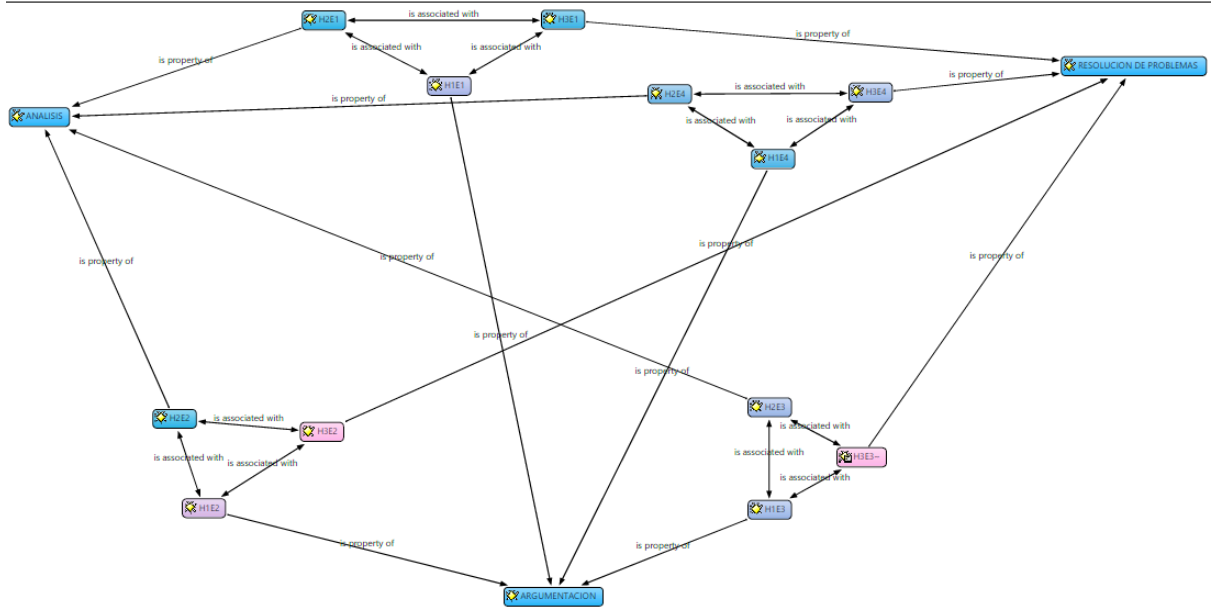 H2E1
is associated with
H3E1
is property of
is associated with
is associated with
is property of
RESOLUCION DE PROBLEMAS
H1E1
is property of
is associated with
is property of
H2E4
H3E4
ANALISIS
is associated with
is associated with
H1E4
is property of
is property of
is property of
is property of
is property of
is property of
H2E3
H2E2
is associated with
H3E2
is associated with
is associated with
is associated with
is associated with
H3E3~
is associated with
H1E2
H1E3
is property of
is property of
ARGUMENTACION